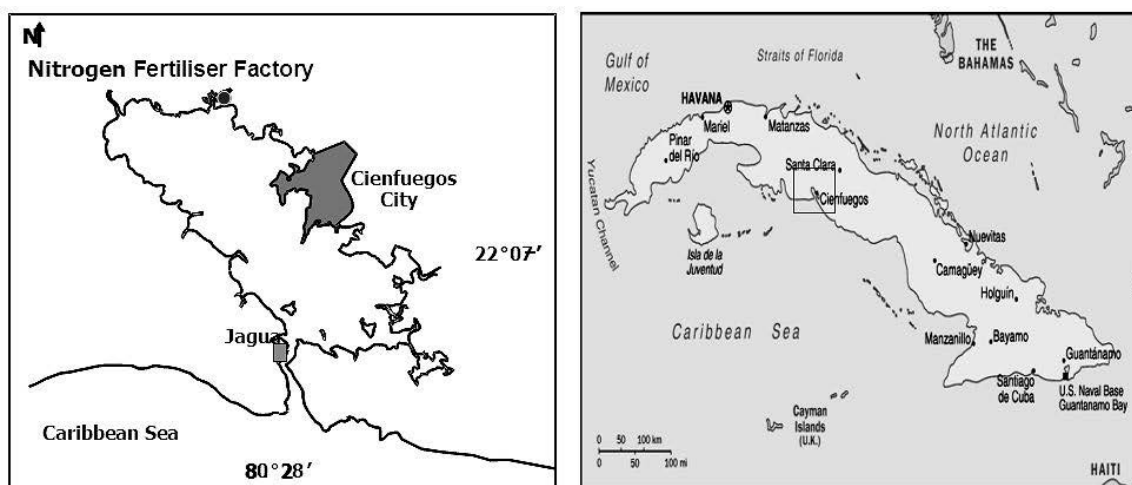 N
Nitrogen Fertiliser Factory
Cienfuegos
City
22°07′
Jagua
Caribbean Sea
80°28′
Gulf of
Mexico
Straits of Florida
THE
BAHAMAS
HAVANA
Mariel
Matanzas
North Atlantic
Ocean
Pinar
del Río
Santa Clara
Cienfuegos
Yucatan Channel
Isla de la
Juventud
Nuevitas
Camagüey
Holguín
Caribbean Sea
Manzanillo
Bayamo
Guantánamo
Santiago
de Cuba
U.S. Naval Base
Guantanamo Bay
Cayman
Islands
(U.K.)
0 50 100 km
0 50 100 mi
HAITI